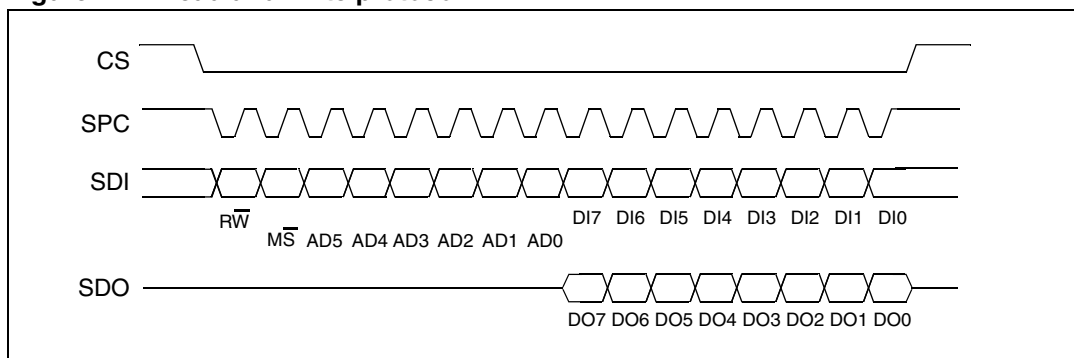 CS
SPC
SDI
RW̅ DI7 DI6 DI5 DI4 DI3 DI2 DI1 DI0
MS̅ AD5 AD4 AD3 AD2 AD1 AD0
SDO
DO7 DO6 DO5 DO4 DO3 DO2 DO1 DO0